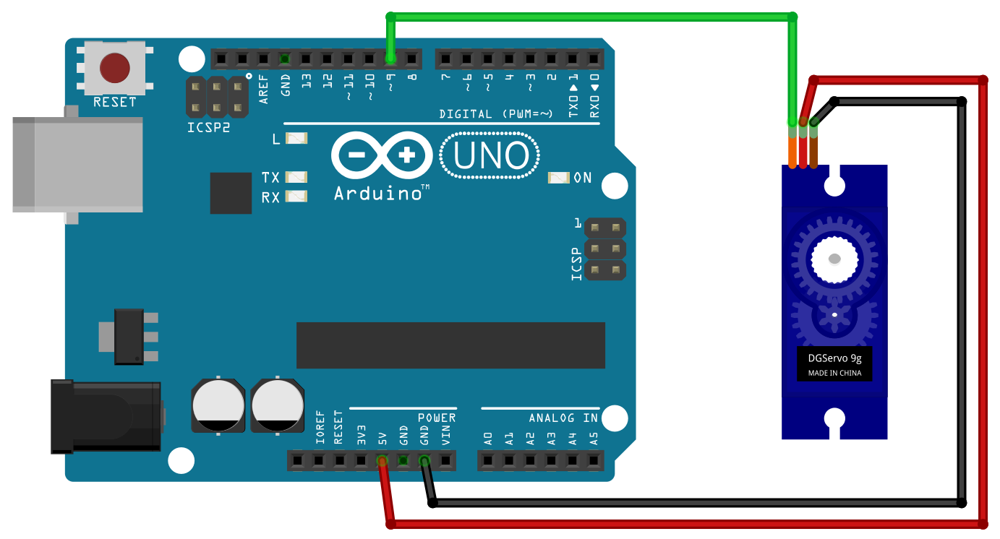 RESET
ICSP2
AREF
GND
13
12
~11
~10
~9
8
7
~6
~5
4
~3
2
TX0▶1
RX0◀0
DIGITAL (PWM=~)
L
TX
RX
UNO
Arduino™
ON
1
ICSP
DGServo 9g
MADE IN CHINA
POWER
ANALOG IN
IOREF
RESET
3V3
5V
GND
GND
VIN
A0
A1
A2
A3
A4
A5